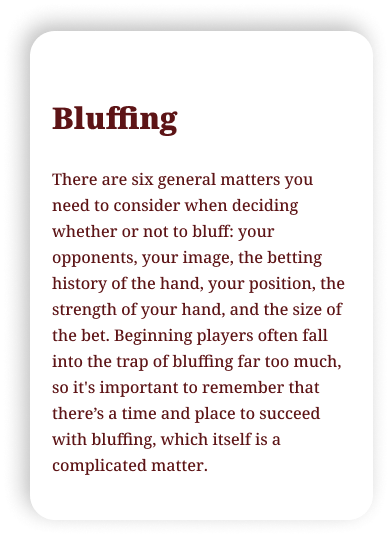 Bluffing
There are six general matters you
need to consider when deciding
whether or not to bluff: your
opponents, your image, the betting
history of the hand, your position, the
strength of your hand, and the size of
the bet. Beginning players often fall
into the trap of bluffing far too much,
so it's important to remember that
there’s a time and place to succeed
with bluffing, which itself is a
complicated matter.